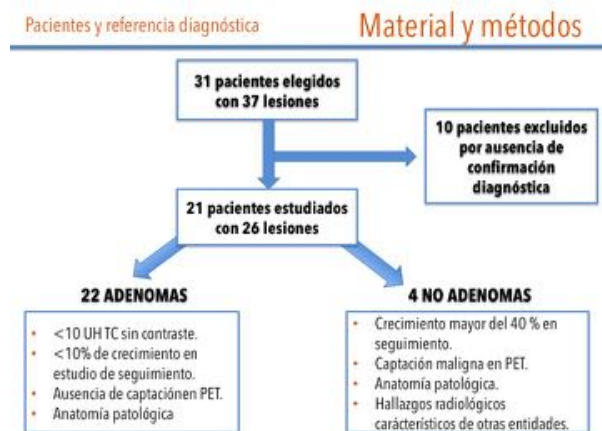 Pacientes y referencia diagnóstica
Material y métodos
31 pacientes elegidos
con 37 lesiones
10 pacientes excluidos
por ausencia de
confirmación
diagnóstica
21 pacientes estudiados
con 26 lesiones
22 ADENOMAS
• <10 UH TC sin contraste.
• <10% de crecimiento en
estudio de seguimiento.
• Ausencia de captaciónen PET.
• Anatomía patológica
4 NO ADENOMAS
• Crecimiento mayor del 40 % en
seguimiento.
• Captación maligna en PET.
• Anatomía patológica.
• Hallazgos radiológicos
carácterísticos de otras entidades.